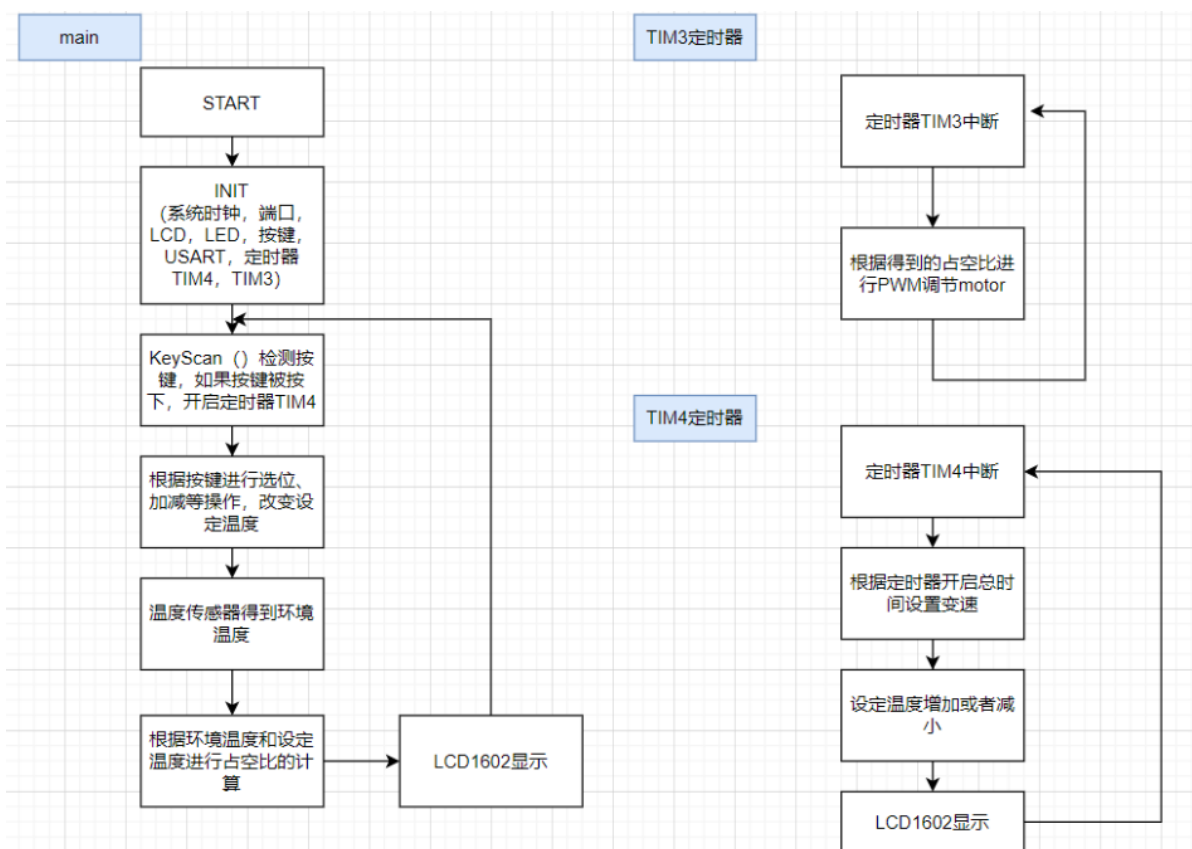 main
START
INIT
（系统时钟，端口，
LCD，LED，按键，
USART，定时器
TIM4，TIM3）
KeyScan（）检测按
键，如果按键被按
下，开启定时器TIM4
根据按键进行选位、
加减等操作，改变设
定温度
温度传感器得到环境
温度
根据环境温度和设定
温度进行占空比的计
算
LCD1602显示
TIM3定时器
定时器TIM3中断
根据得到的占空比进
行PWM调节motor
TIM4定时器
定时器TIM4中断
根据定时器开启总时
间设置变速
设定温度增加或者减
小
LCD1602显示